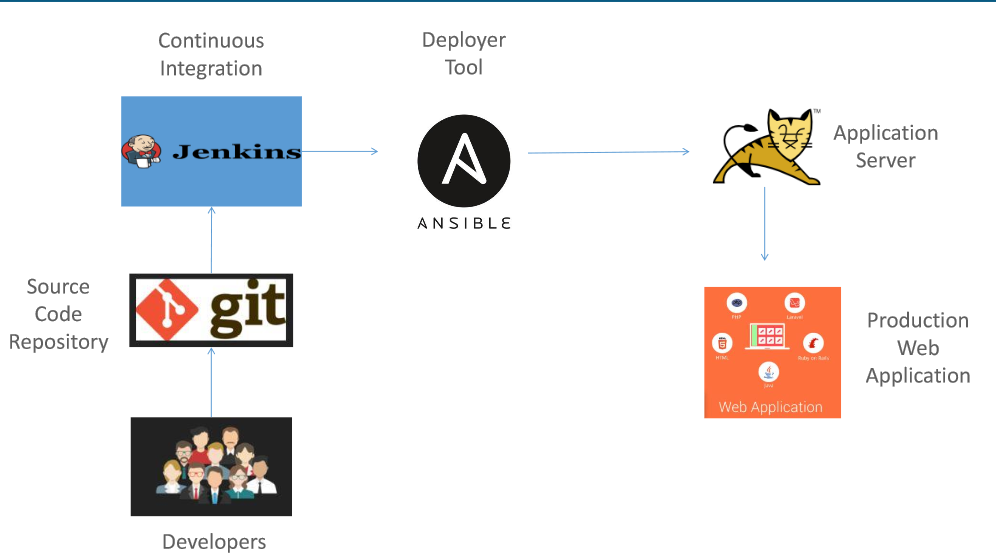 Continuous
Integration
Deployer
Tool
Jenkins
ANSIBLE
TM
Application
Server
Source
Code
Repository
git
PHP
Laravel
HTML
Ruby on Rails
Java
Web Application
Production
Web
Application
Developers